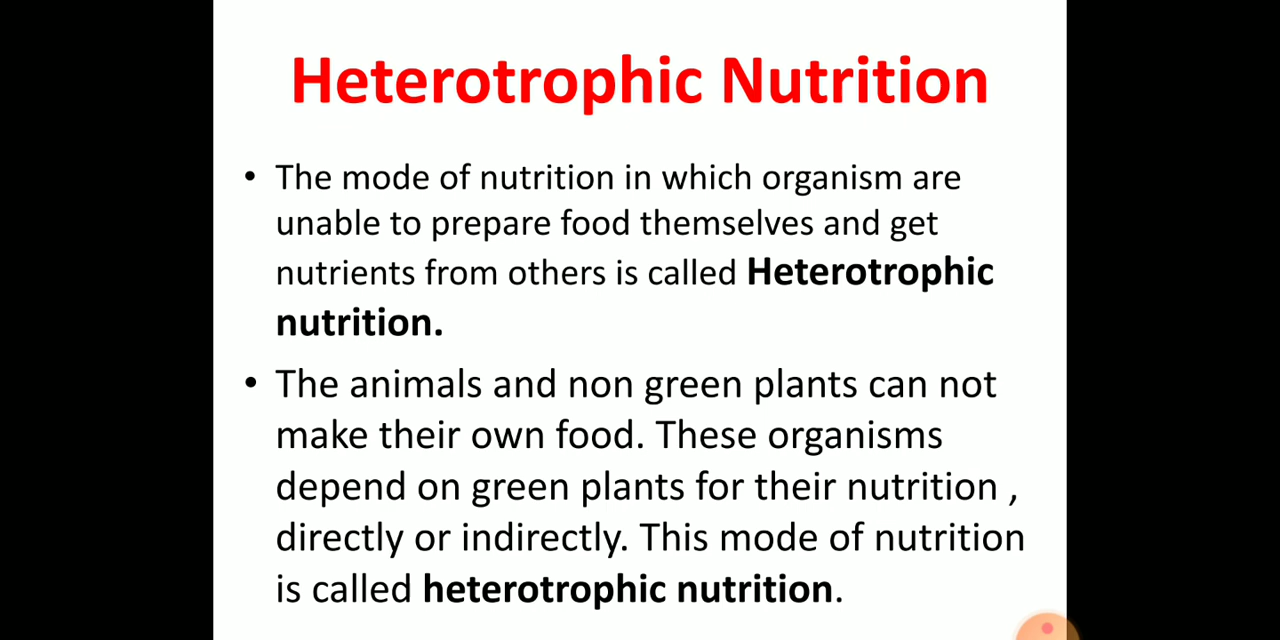 Heterotrophic Nutrition
• The mode of nutrition in which organism are
unable to prepare food themselves and get
nutrients from others is called Heterotrophic
nutrition.
• The animals and non green plants can not
make their own food. These organisms
depend on green plants for their nutrition ,
directly or indirectly. This mode of nutrition
is called heterotrophic nutrition.